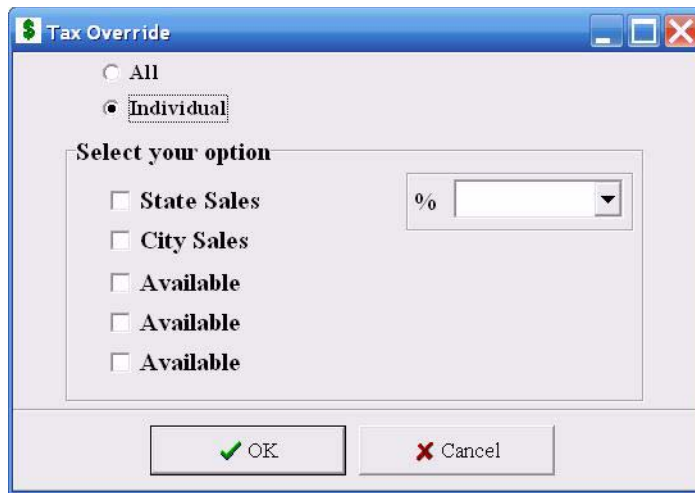 $ Tax Override
All
Individual
Select your option
State Sales
%
City Sales
Available
Available
Available
OK
Cancel